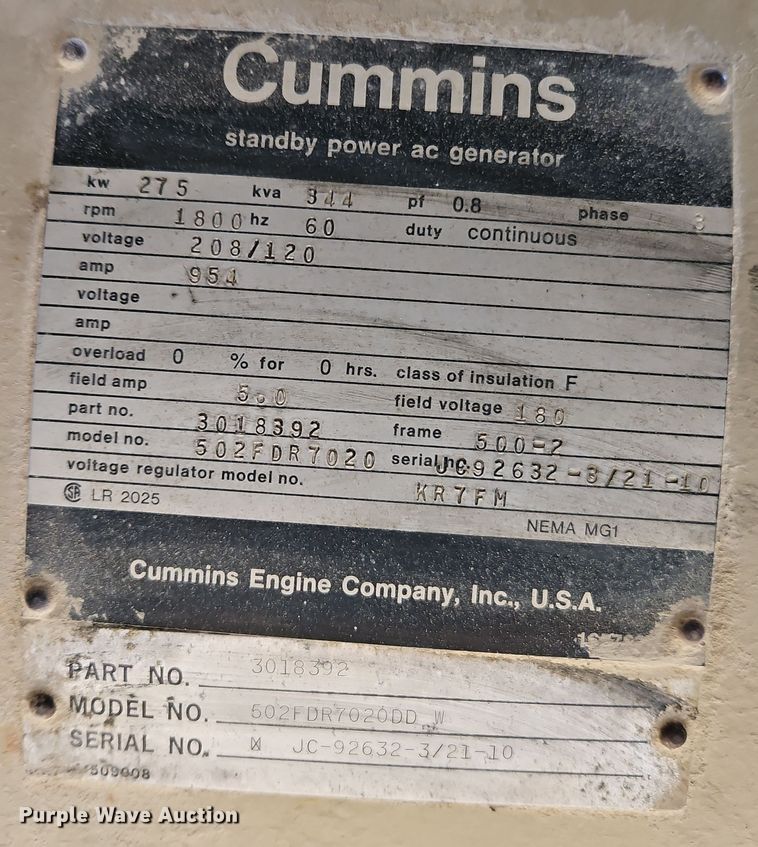 Cummins
standby power ac generator
kw 275 kva 344 pf 0.8 phase 3
rpm 1800 hz 60 duty continuous
voltage 208/120
amp 954
voltage
amp
overload 0 % for 0 hrs. class of insulation F
field amp field voltage 180
part no. 3018392 frame 500-2
model no. 502FDR7020 serial no. JC92632-3/21-10
voltage regulator model no. KR7FM
SA LR 2025 NEMA MG1
Cummins Engine Company, Inc., U.S.A.
PART NO. 3018392
MODEL NO. 502FDR7020DD W
SERIAL NO. JC-92632-3/21-10
509008
Purple Wave Auction